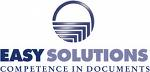 EASY SOLUTIONS
COMPETENCE IN DOCUMENTS